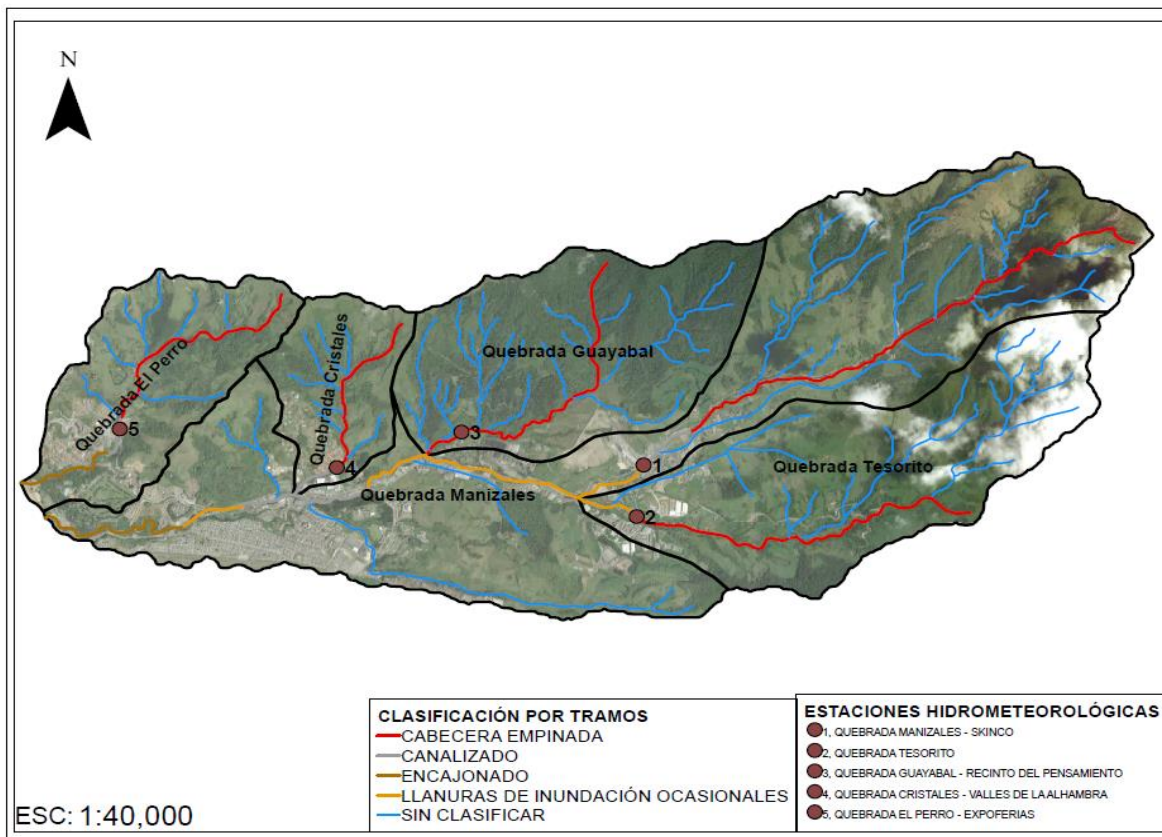 N
Quebrada El Perro
Quebrada Cristales
Quebrada Guayabal
Quebrada Manizales
Quebrada Tesorito
5
4
3
1
2
CLASIFICACIÓN POR TRAMOS
CABECERA EMPINADA
CANALIZADO
ENCAJONADO
LLANURAS DE INUNDACIÓN OCASIONALES
SIN CLASIFICAR
ESTACIONES HIDROMETEOROLÓGICAS
1, QUEBRADA MANIZALES - SKINCO
2, QUEBRADA TESORITO
3, QUEBRADA GUAYABAL - RECINTO DEL PENSAMIENTO
4, QUEBRADA CRISTALES - VALLES DE LA ALHAMBRA
5, QUEBRADA EL PERRO - EXPOFERIAS
ESC: 1:40,000